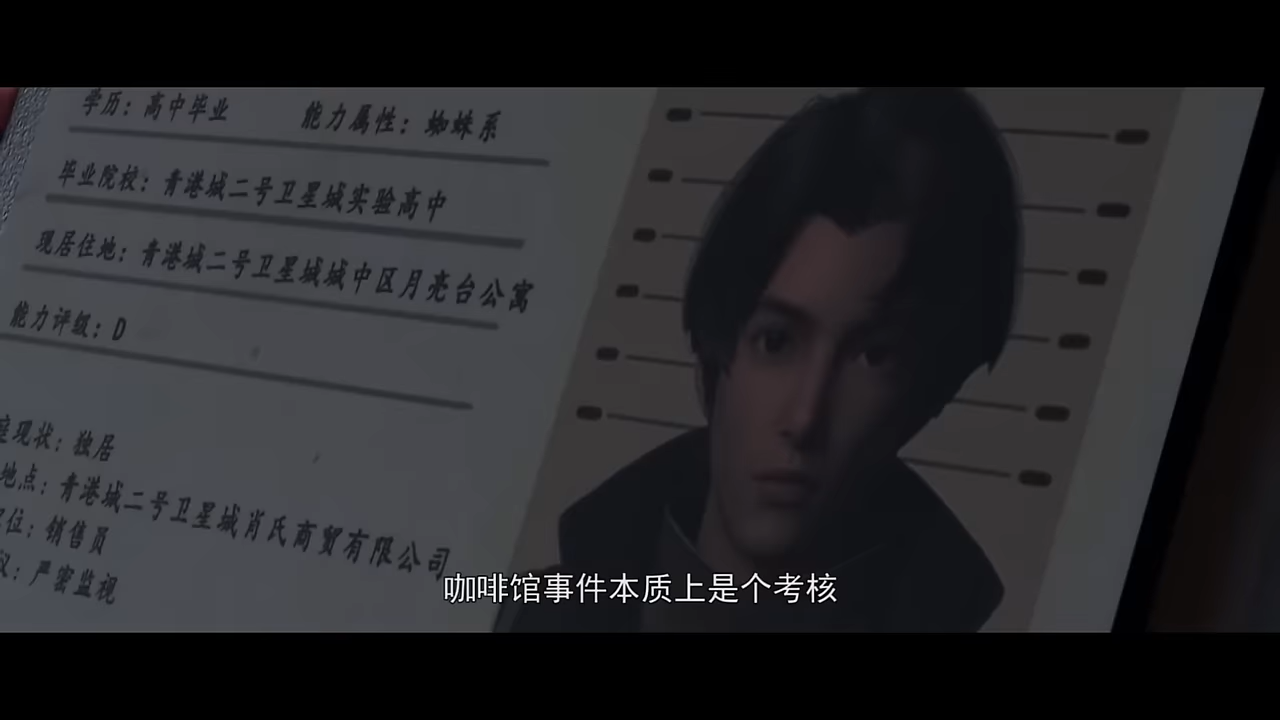 学历：高中毕业 能力属性：蜘蛛系
毕业院校：青港城二号卫星城实验高中
现居住地：青港城二号卫星城城中区月亮台公寓
能力评级：D
庭现状：独居
地点：青港城二号卫星城肖氏商贸有限公司
位：销售员
议：严密监视
咖啡馆事件本质上是个考核